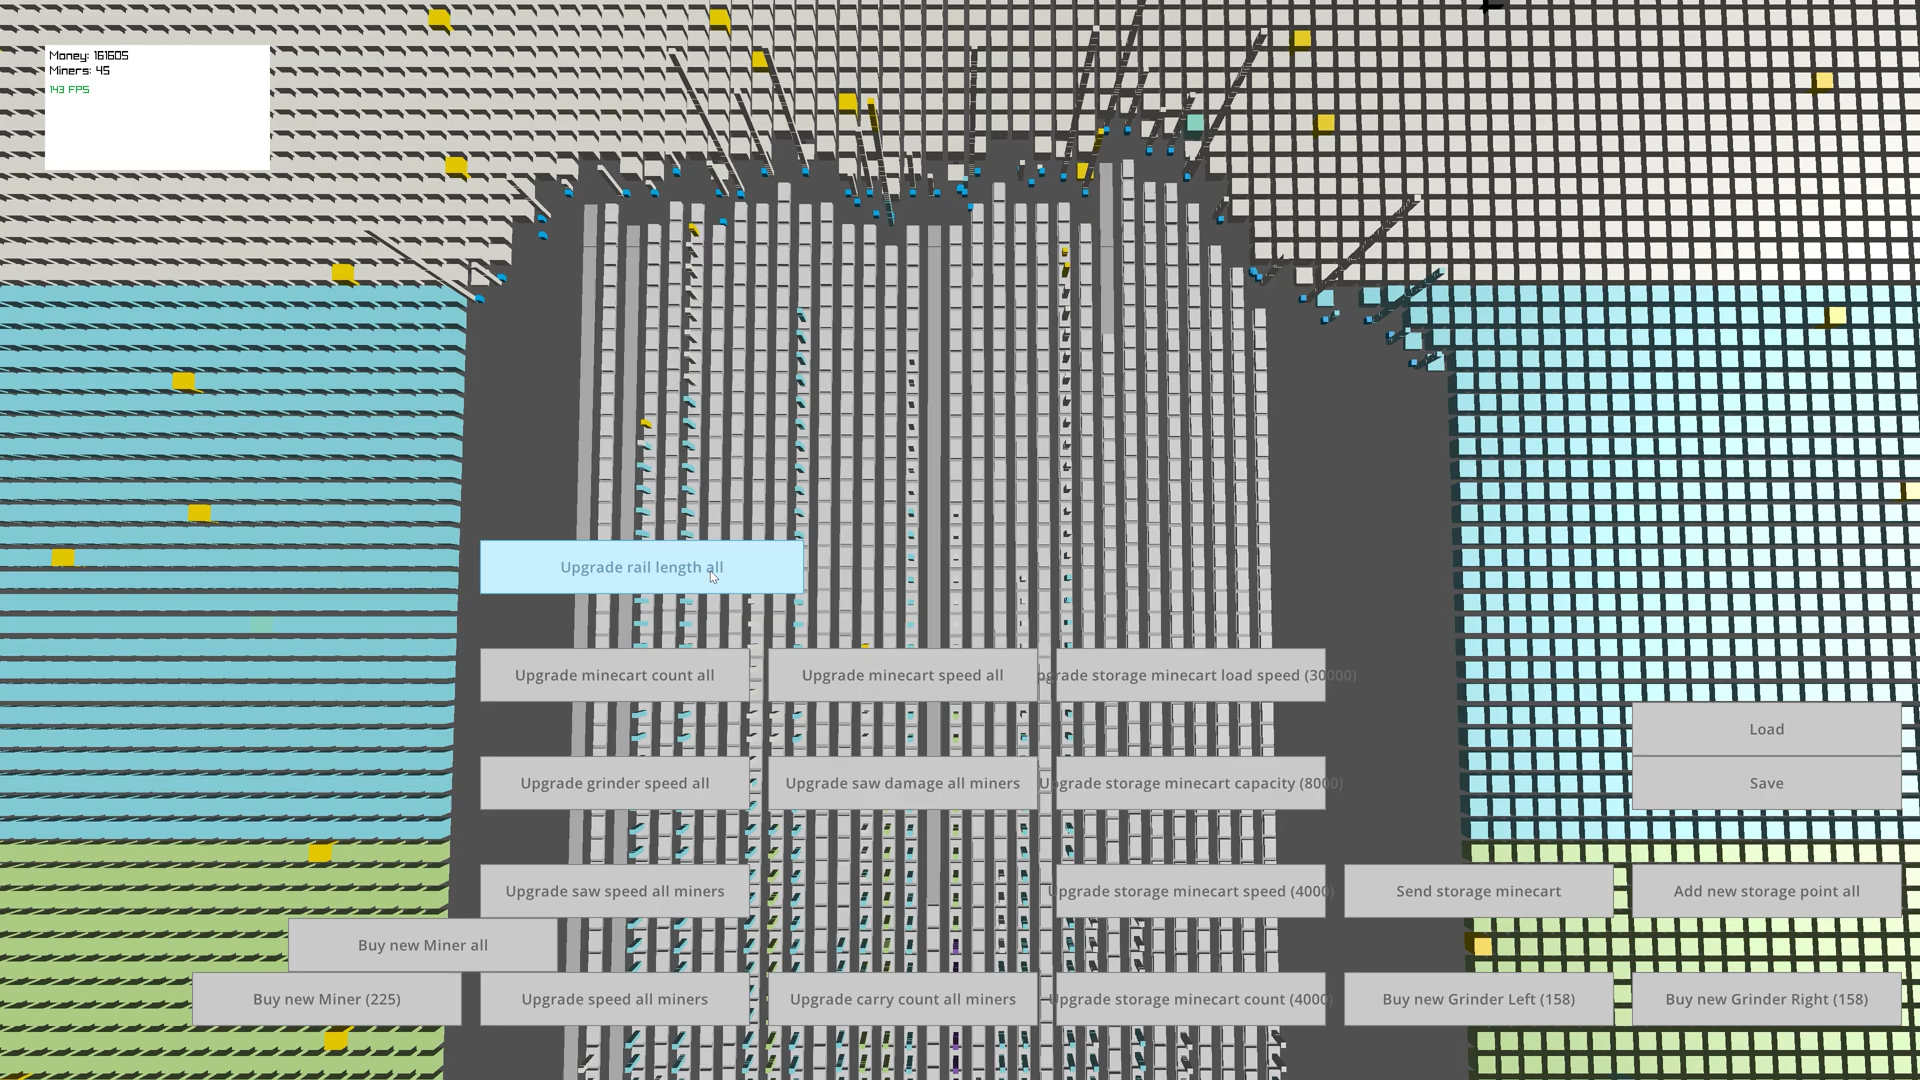 Money: 161605
Miners: 45
143 FPS
Upgrade rail length all
Upgrade minecart count all
Upgrade minecart speed all
pgrade storage minecart load speed (30000)
Upgrade grinder speed all
Upgrade saw damage all miners
Upgrade storage minecart capacity (8000)
Load
Save
Upgrade saw speed all miners
Upgrade storage minecart speed (4000)
Send storage minecart
Add new storage point all
Buy new Miner all
Buy new Miner (225)
Upgrade speed all miners
Upgrade carry count all miners
Upgrade storage minecart count (4000)
Buy new Grinder Left (158)
Buy new Grinder Right (158)